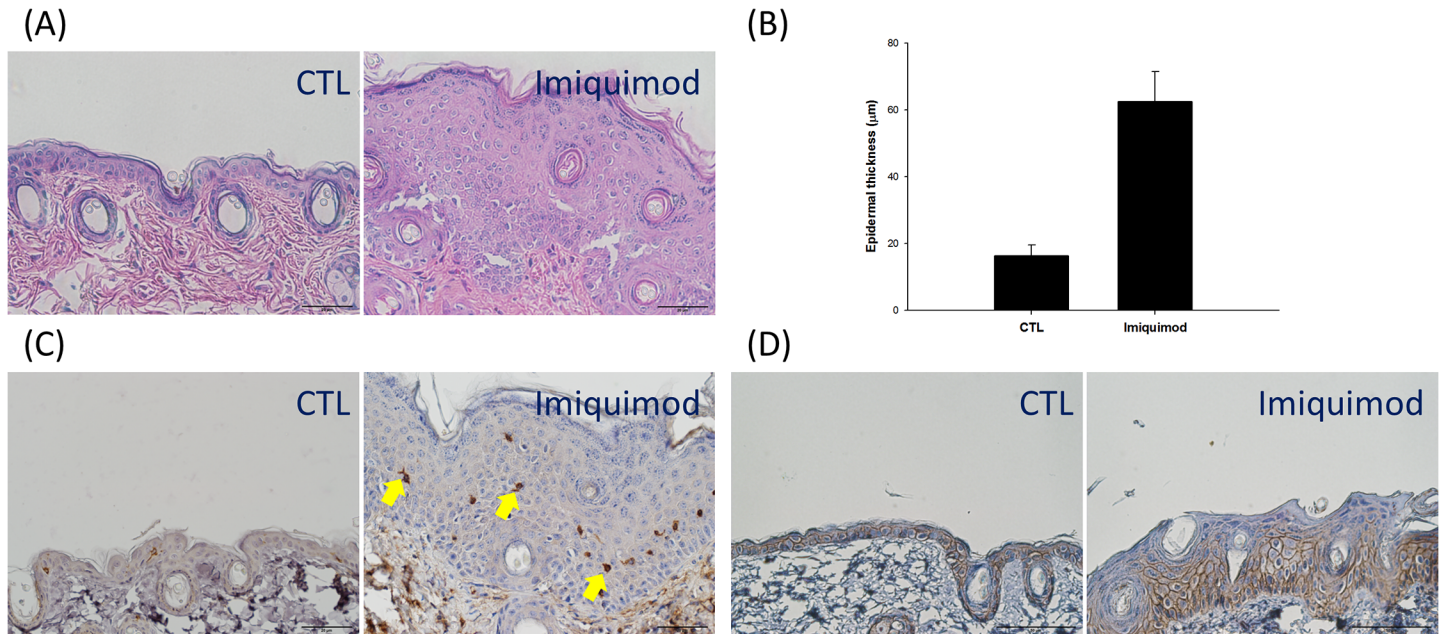 (A)
(B)
CTL
Imiquimod
80
60
40
20
0
Epidermal thickness (μm)
CTL
Imiquimod
(C)
(D)
CTL
Imiquimod
CTL
Imiquimod